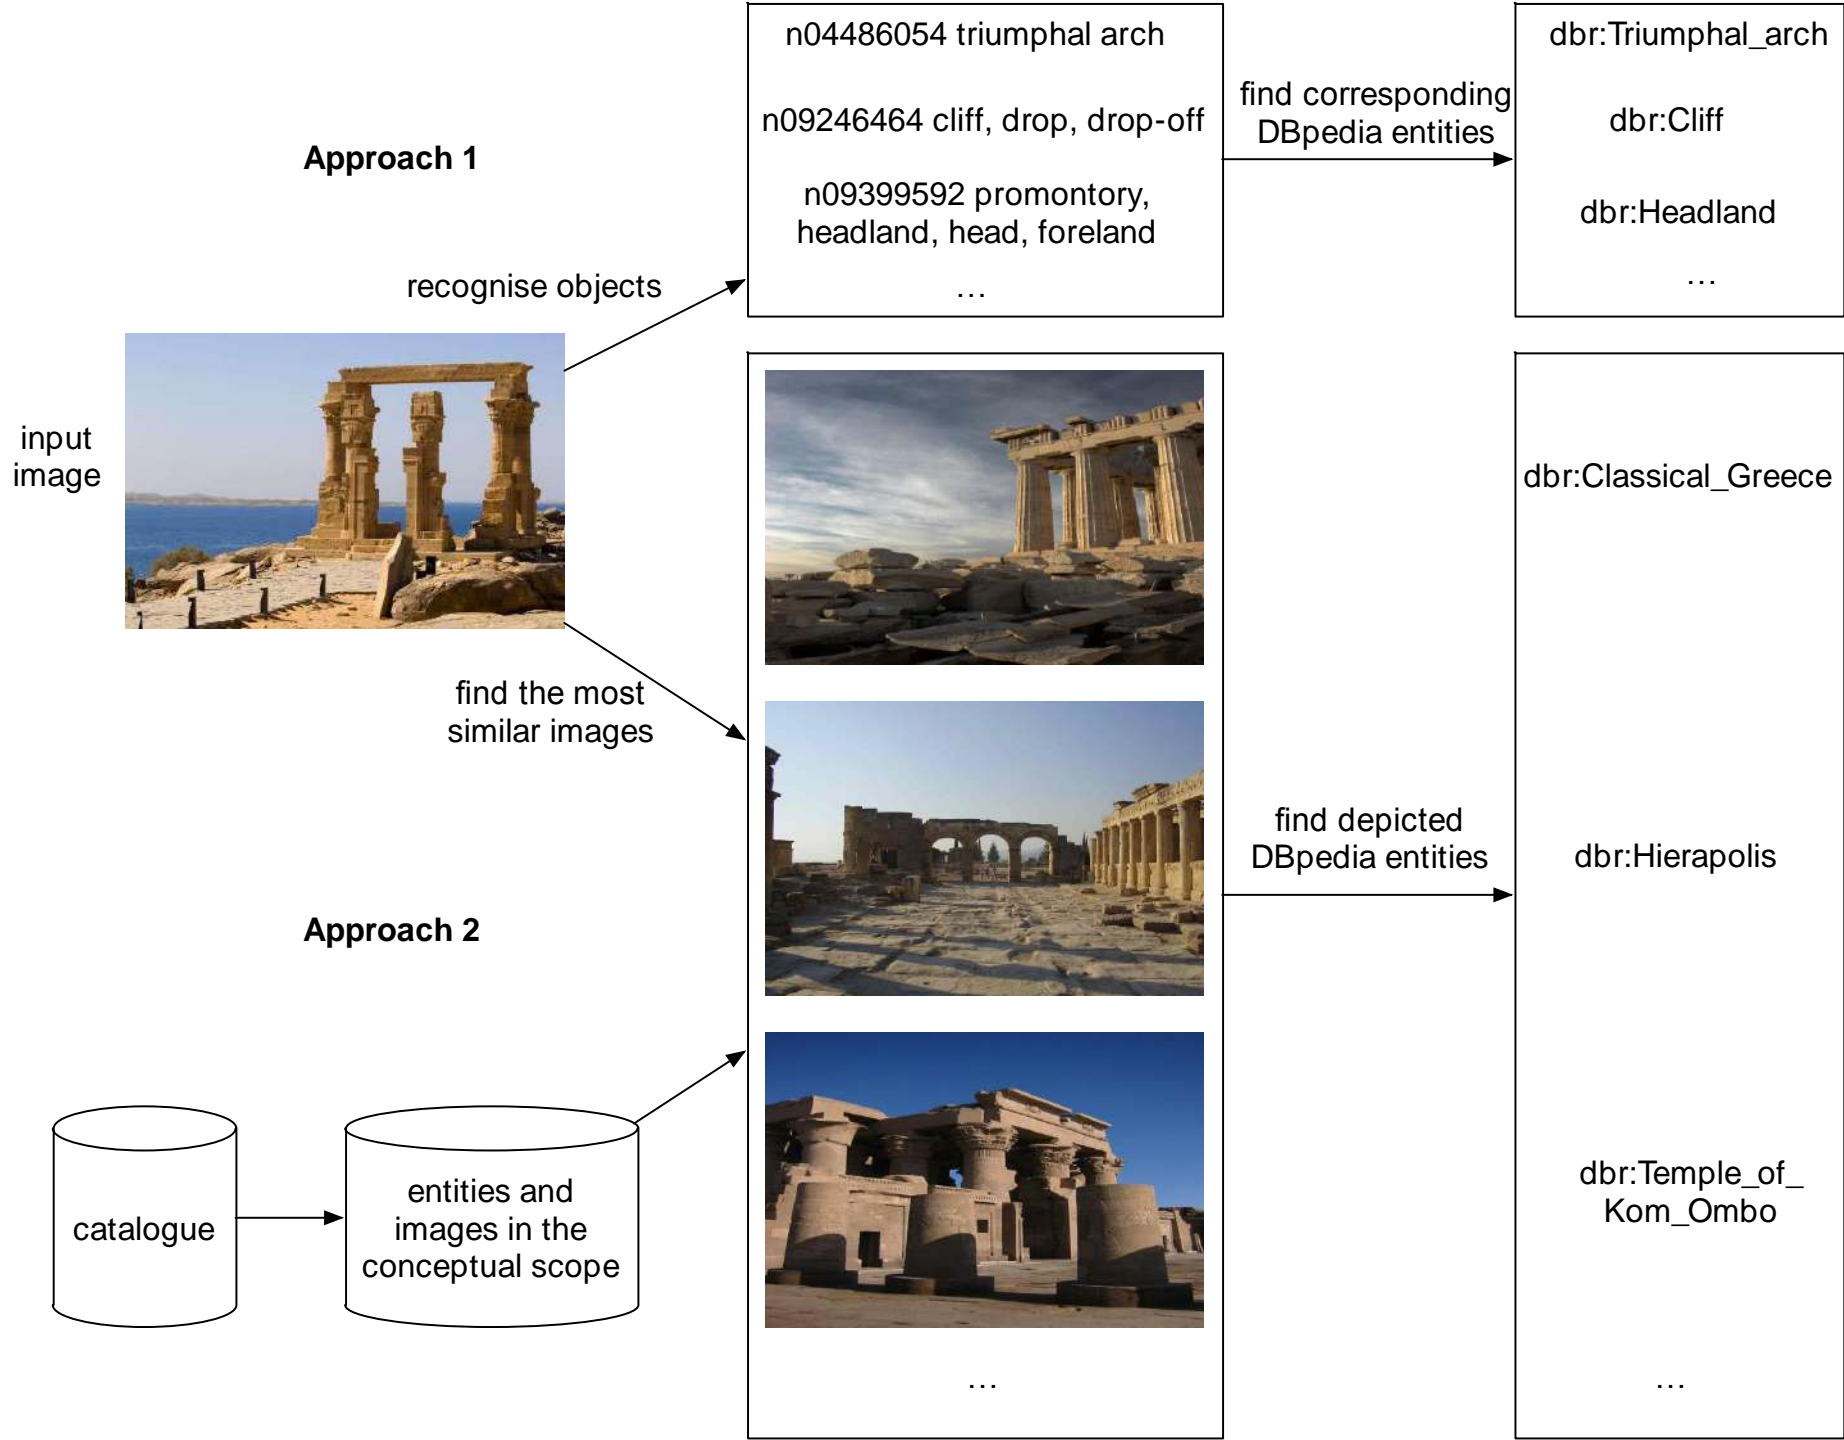 n04486054 triumphal arch
n09246464 cliff, drop, drop-off
n09399592 promontory,
headland, head, foreland
…
find corresponding
DBpedia entities
dbr:Triumphal_arch
dbr:Cliff
dbr:Headland
…
Approach 1
recognise objects
input
image
find the most
similar images
dbr:Classical_Greece
find depicted
DBpedia entities
dbr:Hierapolis
Approach 2
catalogue
entities and
images in the
conceptual scope
dbr:Temple_of_
Kom_Ombo
…
…